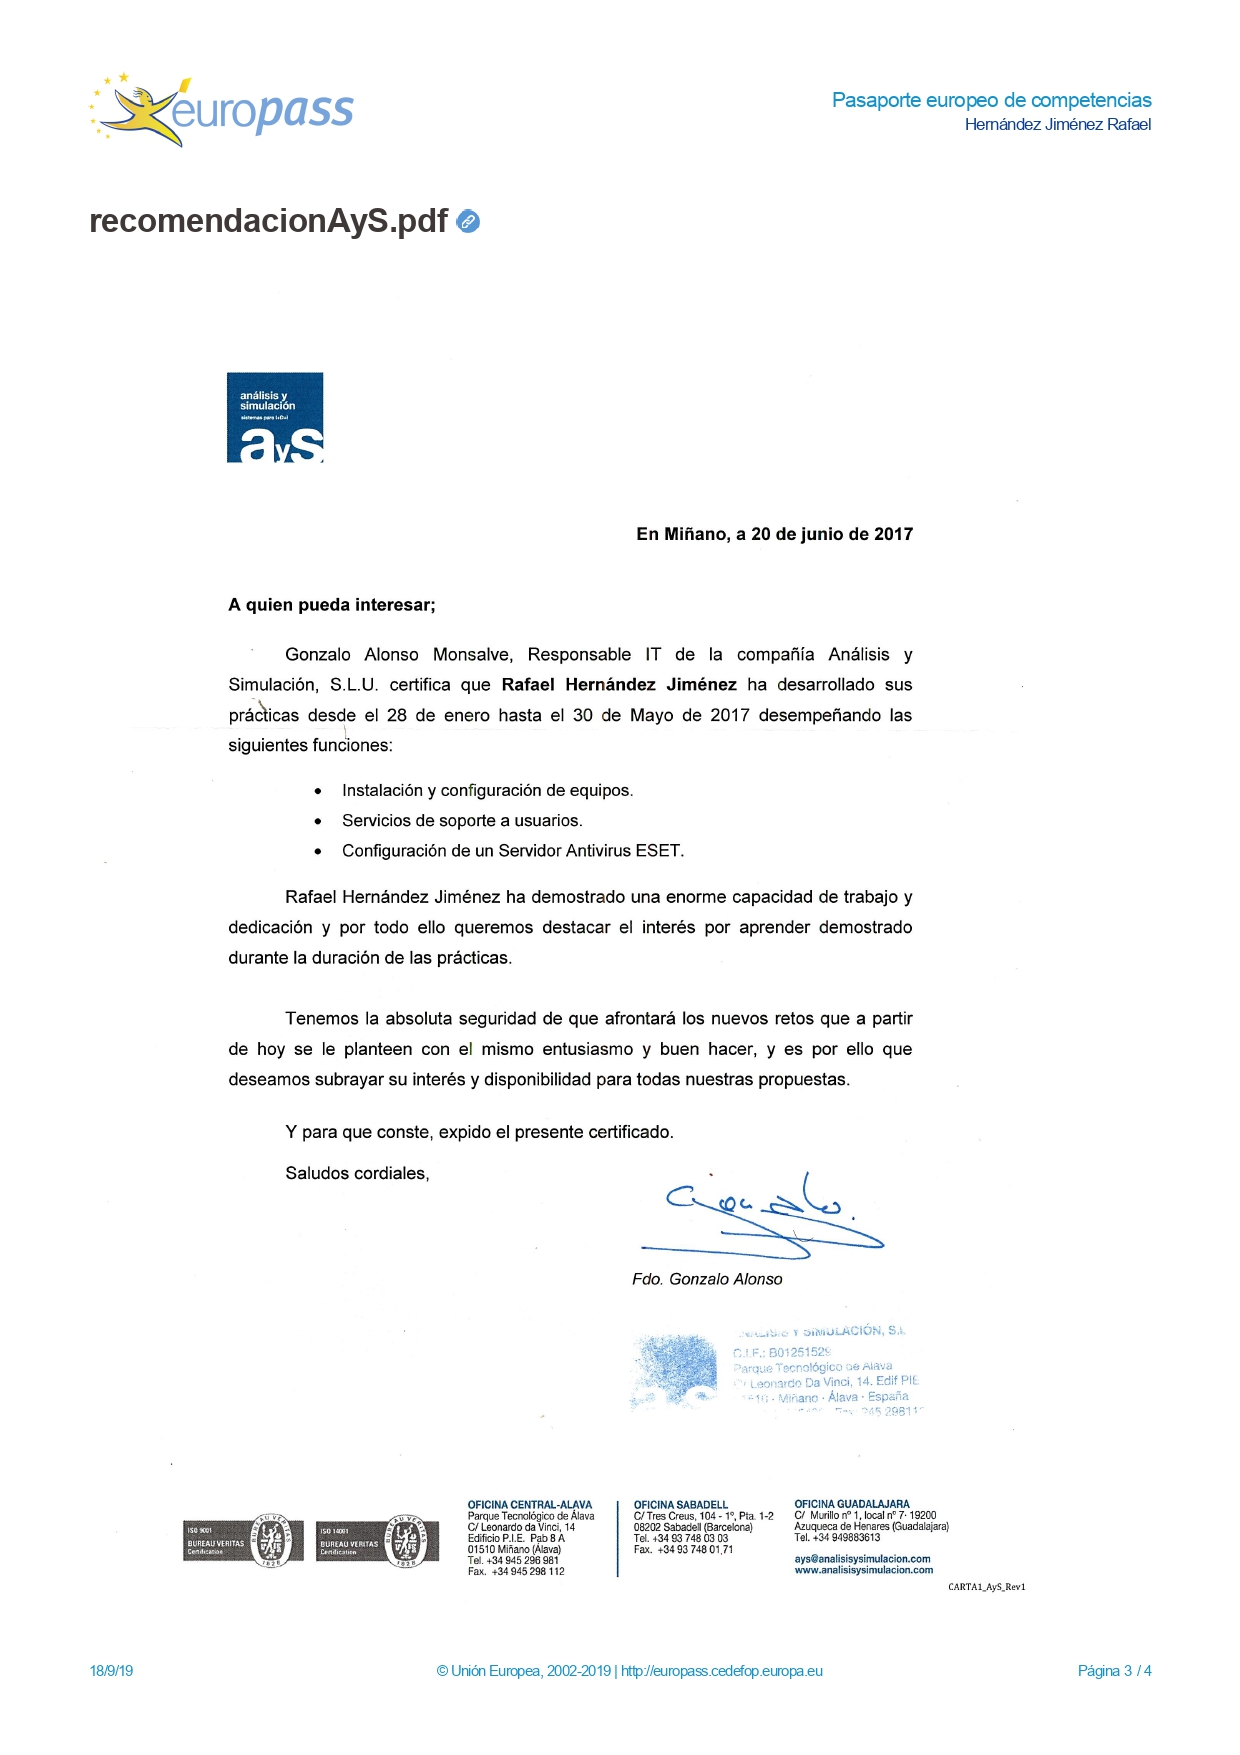 europass
Pasaporte europeo de competencias
Hernández Jiménez Rafael
recomendacionAyS.pdf
análisis y
simulación
sistemas para I+D+I
ays
En Miñano, a 20 de junio de 2017
A quien pueda interesar;
Gonzalo Alonso Monsalve, Responsable IT de la compañía Análisis y
Simulación, S.L.U. certifica que Rafael Hernández Jiménez ha desarrollado sus
prácticas desde el 28 de enero hasta el 30 de Mayo de 2017 desempeñando las
siguientes funciones:
• Instalación y configuración de equipos.
• Servicios de soporte a usuarios.
• Configuración de un Servidor Antivirus ESET.
Rafael Hernández Jiménez ha demostrado una enorme capacidad de trabajo y
dedicación y por todo ello queremos destacar el interés por aprender demostrado
durante la duración de las prácticas.
Tenemos la absoluta seguridad de que afrontará los nuevos retos que a partir
de hoy se le planteen con el mismo entusiasmo y buen hacer, y es por ello que
deseamos subrayar su interés y disponibilidad para todas nuestras propuestas.
Y para que conste, expido el presente certificado.
Saludos cordiales,
Gonzalo.
Fdo. Gonzalo Alonso
Y SIMULACIÓN, S.L
C.I.F.: B01251529
Parque Tecnológico de Alava
Leonardo Da Vinci, 14. Edif PIE
Miñano · Álava · España
ISO 9001
BUREAU VERITAS
Certification
BUREAU VERITAS
1828
ISO 14001
BUREAU VERITAS
Certification
BUREAU VERITAS
1828
OFICINA CENTRAL-ALAVA
Parque Tecnológico de Álava
C/ Leonardo da Vinci, 14
Edificio P.I.E. Pab 8 A
01510 Miñano (Álava)
Tel. +34 945 296 981
Fax. +34 945 298 112
OFICINA SABADELL
C/ Tres Creus, 104 - 1º, Pta. 1-2
08202 Sabadell (Barcelona)
Tel. +34 93 748 03 03
Fax. +34 93 748 01 71
OFICINA GUADALAJARA
C/ Murillo nº 1, local nº 7· 19200
Azuqueca de Henares (Guadalajara)
Tel. +34 949883613
ays@analisisysimulacion.com
www.analisisysimulacion.com
CARTA1_AyS_Rev1
18/9/19
© Unión Europea, 2002-2019 | http://europass.cedefop.europa.eu
Página 3 / 4